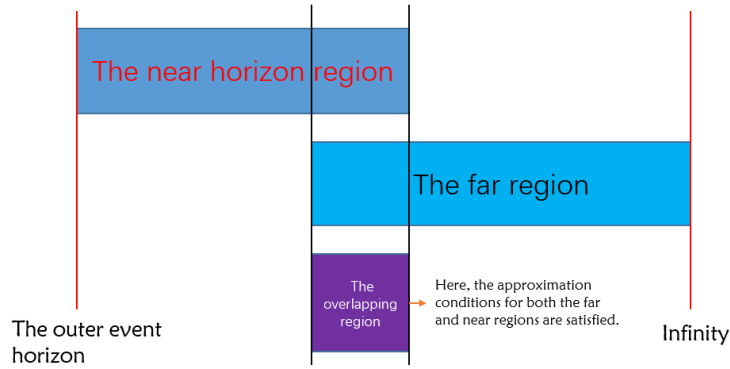 The near horizon region
The far region
The
overlapping
region
Here, the approximation
conditions for both the far
and near regions are satisfied.
The outer event
horizon
Infinity